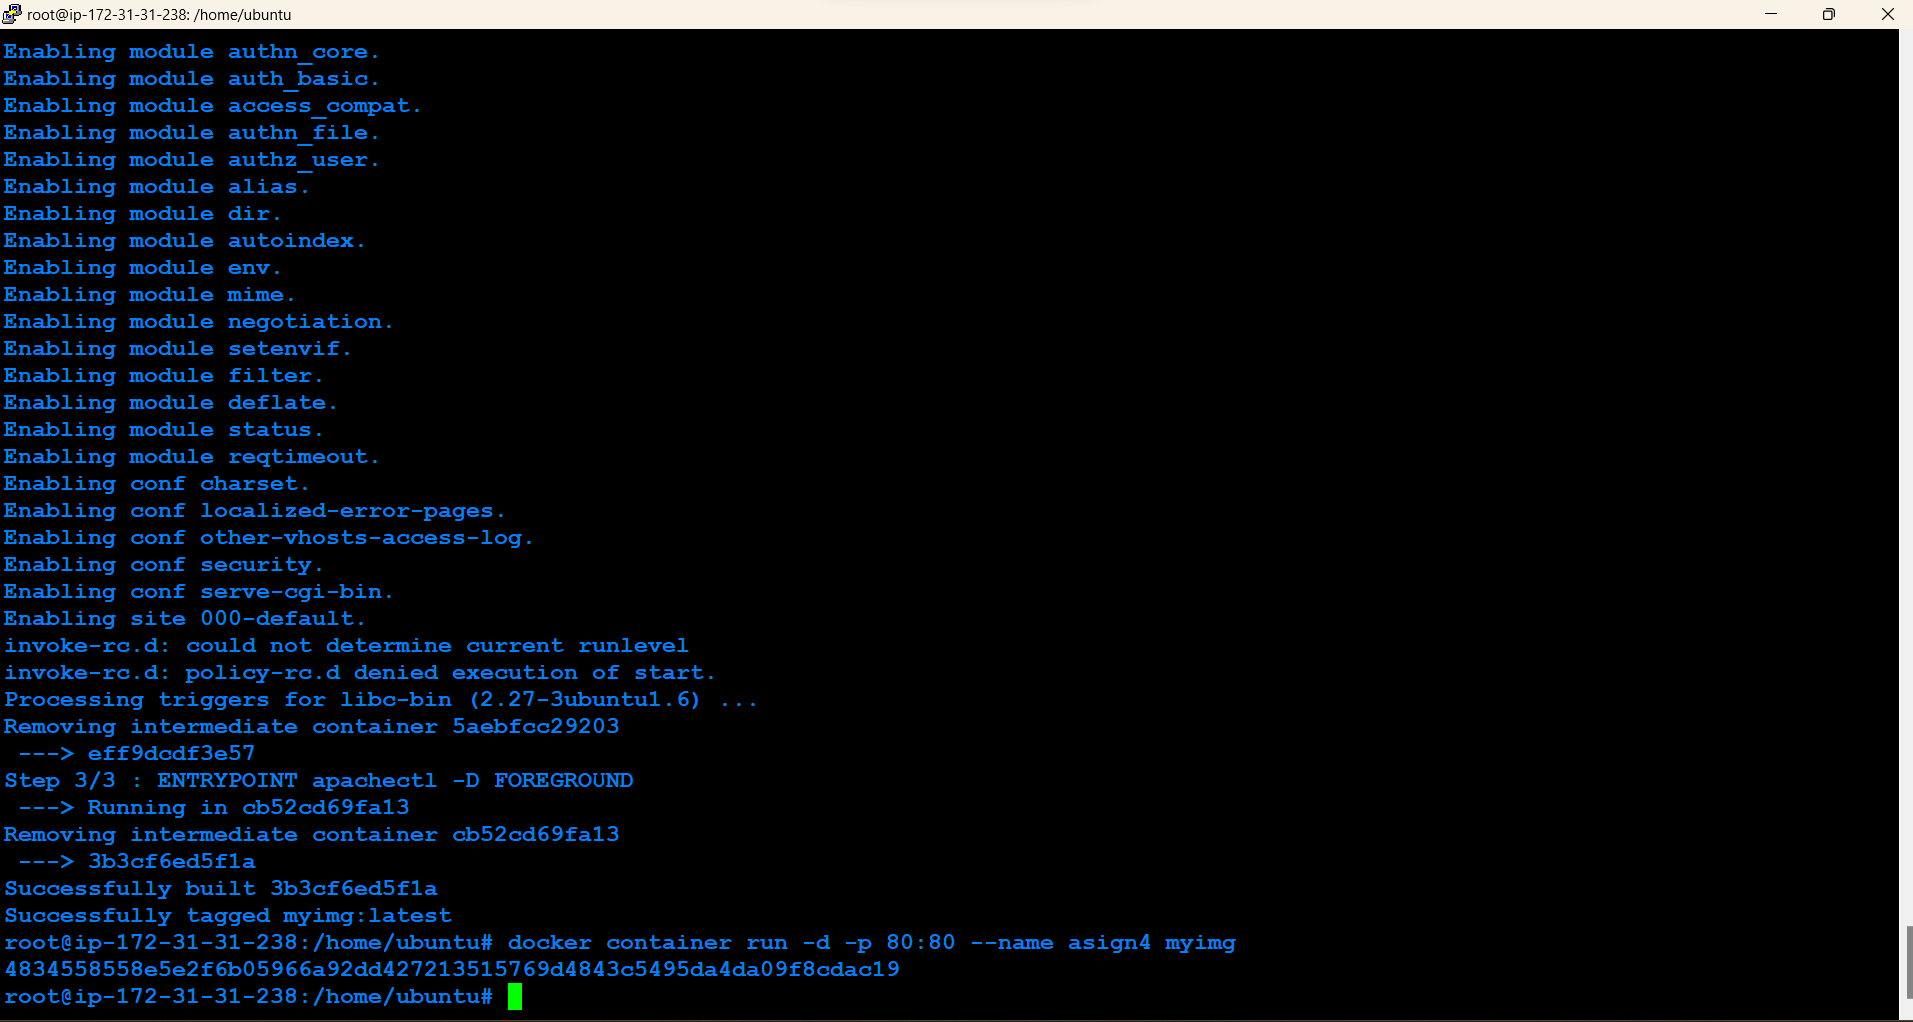 root@ip-172-31-31-238: /home/ubuntu
Enabling module authn_core.
Enabling module auth_basic.
Enabling module access_compat.
Enabling module authn_file.
Enabling module authz_user.
Enabling module alias.
Enabling module dir.
Enabling module autoindex.
Enabling module env.
Enabling module mime.
Enabling module negotiation.
Enabling module setenvif.
Enabling module filter.
Enabling module deflate.
Enabling module status.
Enabling module reqtimeout.
Enabling conf charset.
Enabling conf localized-error-pages.
Enabling conf other-vhosts-access-log.
Enabling conf security.
Enabling conf serve-cgi-bin.
Enabling site 000-default.
invoke-rc.d: could not determine current runlevel
invoke-rc.d: policy-rc.d denied execution of start.
Processing triggers for libc-bin (2.27-3ubuntu1.6) ...
Removing intermediate container 5aebfcc29203
 ---> eff9dcdf3e57
Step 3/3 : ENTRYPOINT apachectl -D FOREGROUND
 ---> Running in cb52cd69fa13
Removing intermediate container cb52cd69fa13
 ---> 3b3cf6ed5f1a
Successfully built 3b3cf6ed5f1a
Successfully tagged myimg:latest
root@ip-172-31-31-238:/home/ubuntu# docker container run -d -p 80:80 --name asign4 myimg
4834558558e5e2f6b05966a92dd427213515769d4843c5495da4da09f8cdac19
root@ip-172-31-31-238:/home/ubuntu#